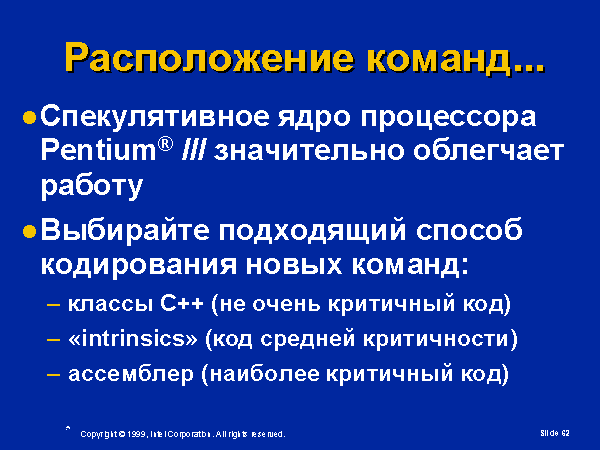 Расположение команд...
●Спекулятивное ядро процессора
Pentium® /// значительно облегчает
работу
●Выбирайте подходящий способ
кодирования новых команд:
– классы C++ (не очень критичный код)
– «intrinsics» (код средней критичности)
– ассемблер (наиболее критичный код)
* Copyright © 1999, Intel Corporation. All rights reserved.
Slide 62